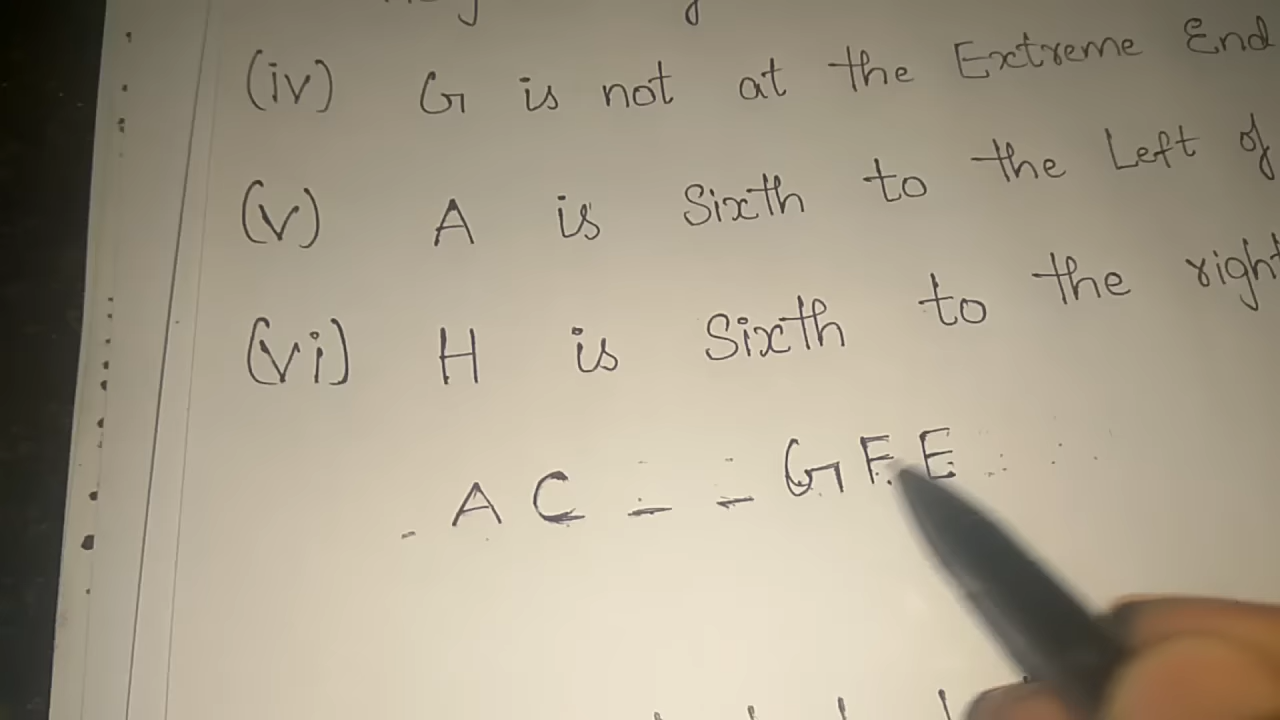 (iv) G is not at the Extreme End
(v) A is Sixth to the Left of
(vi) H is Sixth to the right
- A C - - G F E